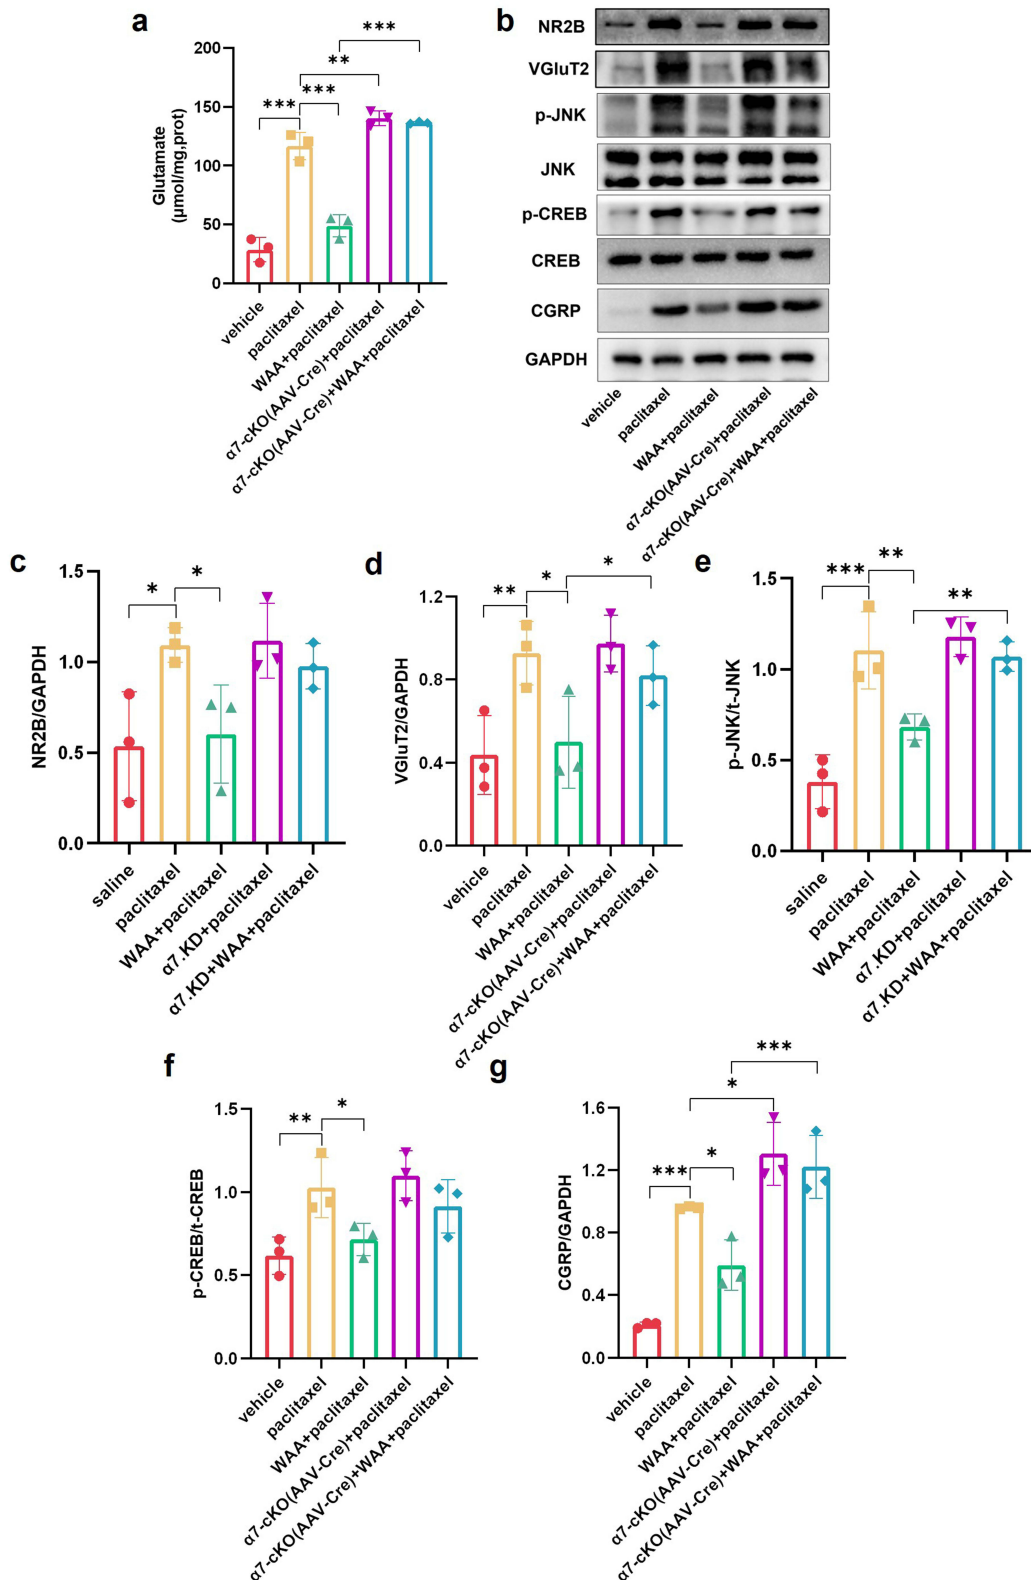 a
***
**
***
***
200
150
100
50
0
Glutamate
(μmol/mg,prot)
vehicle
paclitaxel
WAA+paclitaxel
α7-cKO(AAV-Cre)+paclitaxel
α7-cKO(AAV-Cre)+WAA+paclitaxel
b
NR2B
VGluT2
p-JNK
JNK
p-CREB
CREB
CGRP
GAPDH
vehicle
paclitaxel
WAA+paclitaxel
α7-cKO(AAV-Cre)+paclitaxel
α7-cKO(AAV-Cre)+WAA+paclitaxel
c
*
*
1.5
1.0
0.5
0.0
NR2B/GAPDH
saline
paclitaxel
WAA+paclitaxel
α7.KD+paclitaxel
α7.KD+WAA+paclitaxel
d
*
*
**
1.2
0.8
0.4
0.0
VGluT2/GAPDH
vehicle
paclitaxel
WAA+paclitaxel
α7-cKO(AAV-Cre)+paclitaxel
α7-cKO(AAV-Cre)+WAA+paclitaxel
e
**
***
**
1.5
1.0
0.5
0.0
p-JNK/t-JNK
saline
paclitaxel
WAA+paclitaxel
α7.KD+paclitaxel
α7.KD+WAA+paclitaxel
f
*
**
1.5
1.0
0.5
0.0
p-CREB/t-CREB
vehicle
paclitaxel
WAA+paclitaxel
α7-cKO(AAV-Cre)+paclitaxel
α7-cKO(AAV-Cre)+WAA+paclitaxel
g
***
*
*
***
1.6
1.2
0.8
0.4
0.0
CGRP/GAPDH
vehicle
paclitaxel
WAA+paclitaxel
α7-cKO(AAV-Cre)+paclitaxel
α7-cKO(AAV-Cre)+WAA+paclitaxel